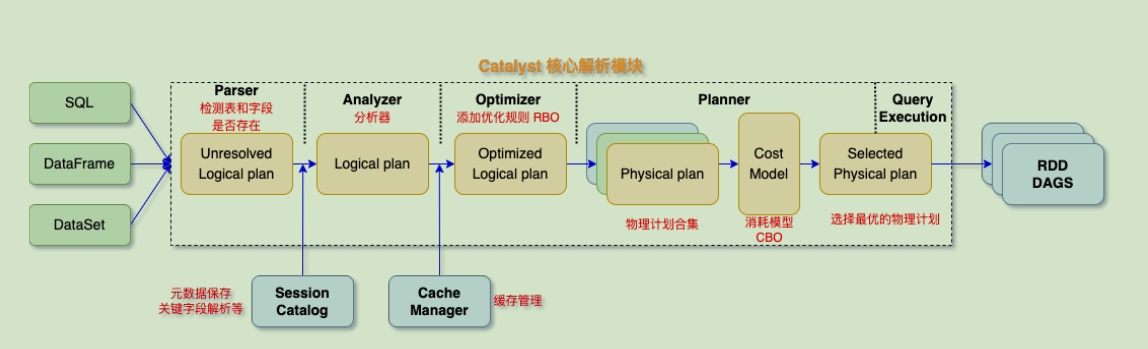 Catalyst 核心解析模块
SQL
DataFrame
DataSet
Parser
检测表和字段
是否存在
Unresolved
Logical plan
Analyzer
分析器
Logical plan
Optimizer
添加优化规则 RBO
Optimized
Logical plan
Planner
Physical plan
物理计划合集
Cost
Model
消耗模型
CBO
Query
Execution
Selected
Physical plan
选择最优的物理计划
RDD
DAGS
元数据保存
关键字段解析等
Session
Catalog
Cache
Manager
缓存管理